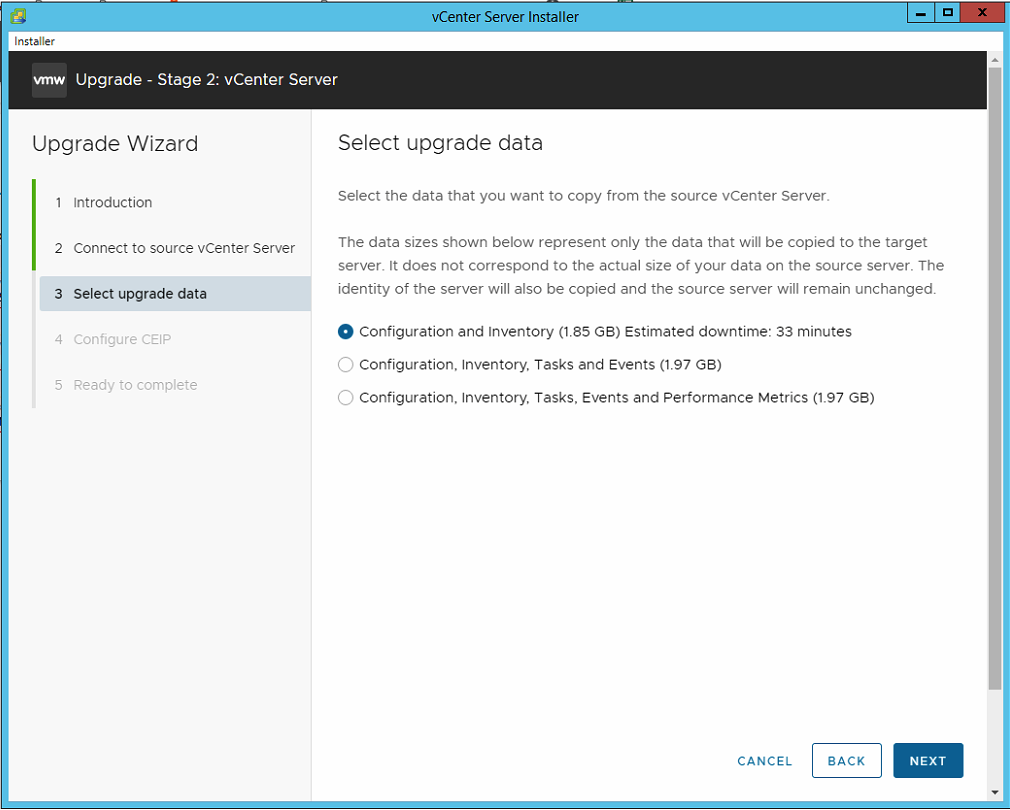 vCenter Server Installer
X
Installer
vmw Upgrade - Stage 2: vCenter Server
Upgrade Wizard
1 Introduction
2 Connect to source vCenter Server
3 Select upgrade data
4 Configure CEIP
5 Ready to complete
Select upgrade data
Select the data that you want to copy from the source vCenter Server.
The data sizes shown below represent only the data that will be copied to the target
server. It does not correspond to the actual size of your data on the source server. The
identity of the server will also be copied and the source server will remain unchanged.
Configuration and Inventory (1.85 GB) Estimated downtime: 33 minutes
Configuration, Inventory, Tasks and Events (1.97 GB)
Configuration, Inventory, Tasks, Events and Performance Metrics (1.97 GB)
CANCEL BACK NEXT